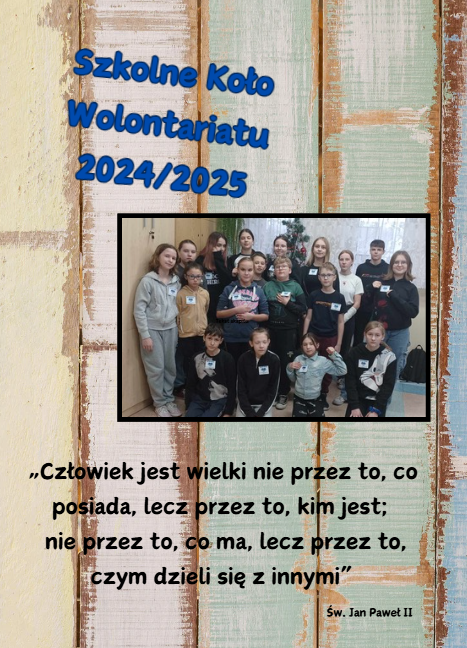 Szkolne Koło
Wolontariatu
2024/2025
„Człowiek jest wielki nie przez to, co
posiada, lecz przez to, kim jest;
nie przez to, co ma, lecz przez to,
czym dzieli się z innymi”
Św. Jan Paweł II